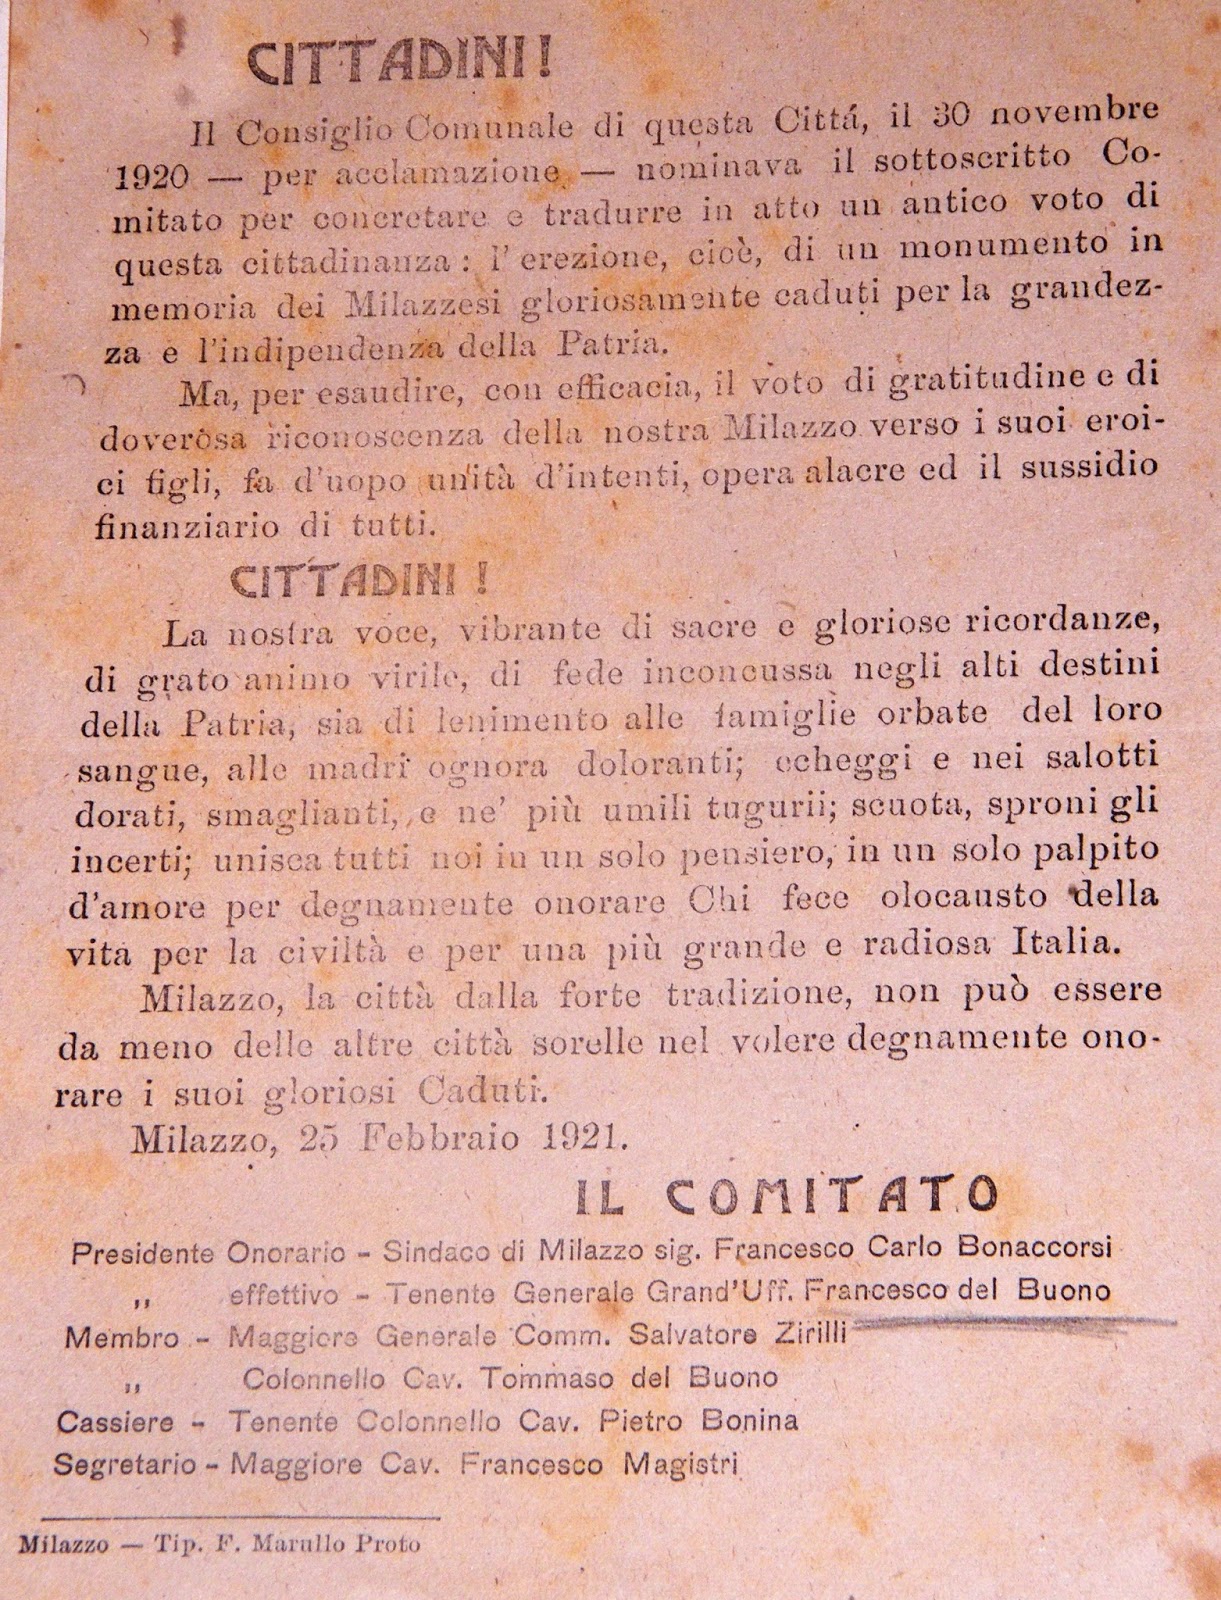 CITTADINI!
Il Consiglio Comunale di questa Cittá, il 30 novembre
1920 — per acclamazione — nominava il sottoscritto Co-
mitato per concretare e tradurre in atto un antico voto di
questa cittadinanza: l'erezione, cioè, di un monumento in
memoria dei Milazzesi gloriosamente caduti per la grandez-
za e l'indipendenza della Patria.
Ma, per esaudire, con efficacia, il voto di gratitudine e di
doverosa riconoscenza della nostra Milazzo verso i suoi eroi-
ci figli, fa d'uopo unità d'intenti, opera alacre ed il sussidio
finanziario di tutti.
CITTADINI!
La nostra voce, vibrante di sacre e gloriose ricordanze,
di grato animo virile, di fede inconcussa negli alti destini
della Patria, sia di lenimento alle famiglie orbate del loro
sangue, alle madri ognora doloranti; echeggi e nei salotti
dorati, smaglianti, e ne' più umili tugurii; scuota, sproni gli
incerti; unisca tutti noi in un solo pensiero, in un solo palpito
d'amore per degnamente onorare Chi fece olocausto della
vita per la civiltà e per una più grande e radiosa Italia.
Milazzo, la città dalla forte tradizione, non può essere
da meno delle altre città sorelle nel volere degnamente ono-
rare i suoi gloriosi Caduti.
Milazzo, 25 Febbraio 1921.
IL COMITATO
Presidente Onorario - Sindaco di Milazzo sig. Francesco Carlo Bonaccorsi
„ effettivo - Tenente Generale Grand'Uff. Francesco del Buono
Membro - Maggiore Generale Comm. Salvatore Zirilli
„ Colonnello Cav. Tommaso del Buono
Cassiere - Tenente Colonnello Cav. Pietro Bonina
Segretario - Maggiore Cav. Francesco Magistri
Milazzo — Tip. F. Marullo Proto